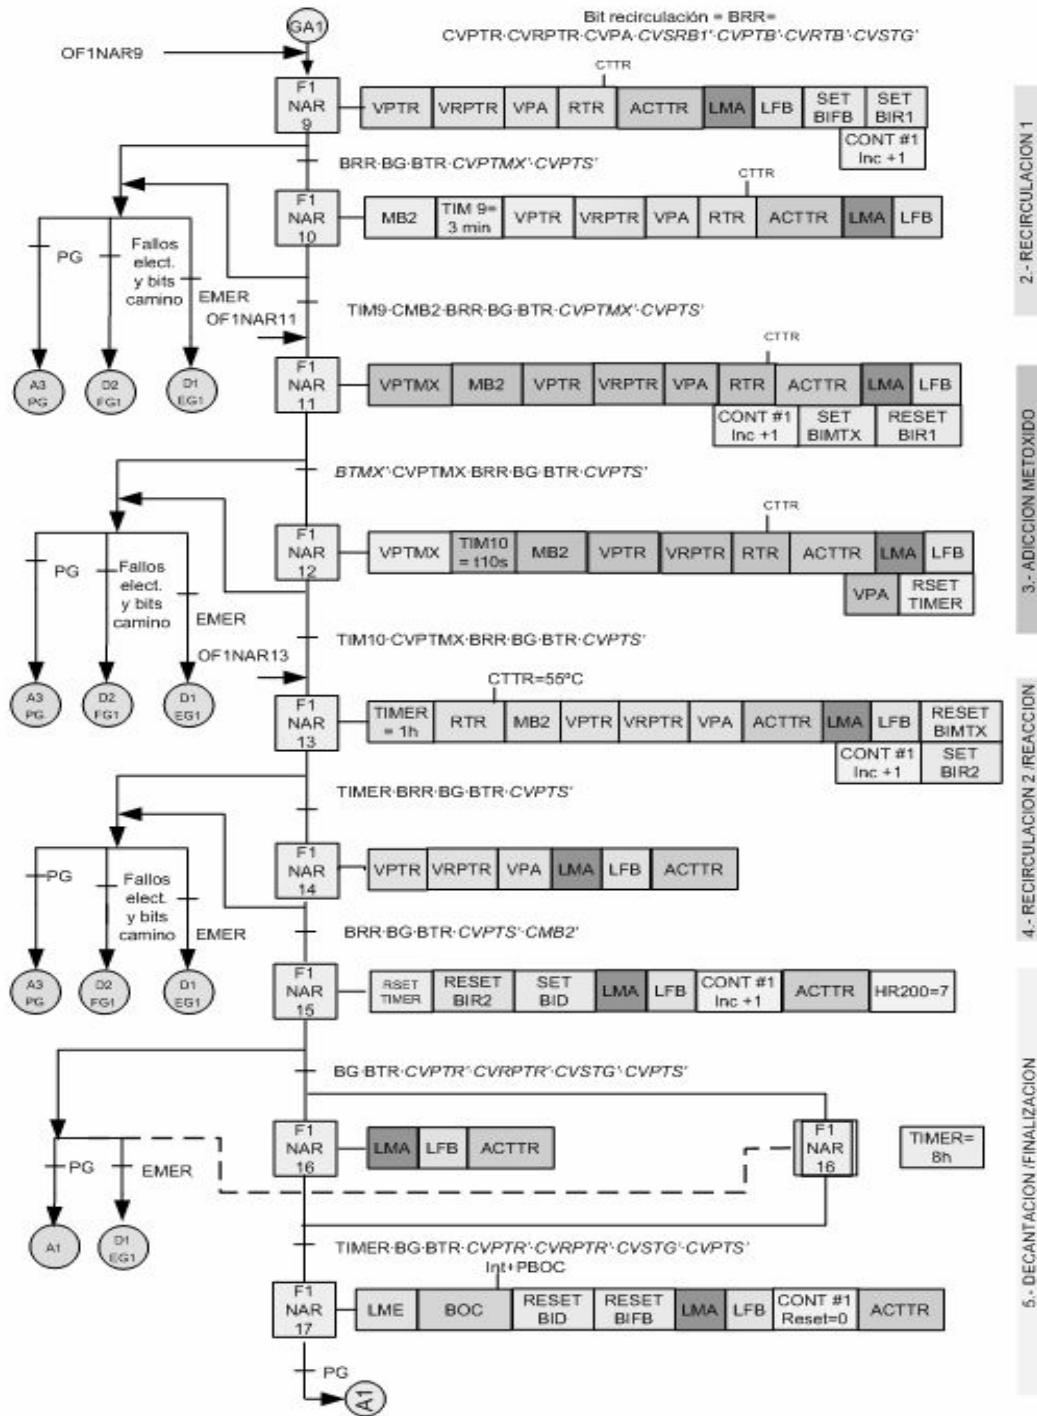 GA1
Bit recirculación = BRR=
CVPTR·CVRPTR·CVPA·CVSRB1'·CVPTB'·CVRTB'·CVSTG'
OF1NAR9
CTTR
F1 NAR 9
VPTR VRPTR VPA RTR ACTTR LMA LFB SET BIFB SET BIR1
CONT #1 Inc +1
BRR·BG·BTR·CVPTMX'·CVPTS'
CTTR
F1 NAR 10
MB2 TIM 9= 3 min VPTR VRPTR VPA RTR ACTTR LMA LFB
PG
Fallos elect. y bits camino
EMER
TIM9·CMB2·BRR·BG·BTR·CVPTMX'·CVPTS'
OF1NAR11
CTTR
A3 PG
D2 FG1
D1 EG1
F1 NAR 11
VPTMX MB2 VPTR VRPTR VPA RTR ACTTR LMA LFB
CONT #1 Inc +1 SET BIMTX RESET BIR1
BTMX'·CVPTMX·BRR·BG·BTR·CVPTS'
CTTR
F1 NAR 12
VPTMX TIM10 = t10s MB2 VPTR VRPTR RTR ACTTR LMA LFB
VPA RSET TIMER
PG
Fallos elect. y bits camino
EMER
TIM10·CVPTMX·BRR·BG·BTR·CVPTS'
OF1NAR13
CTTR=55ºC
A3 PG
D2 FG1
D1 EG1
F1 NAR 13
TIMER = 1h RTR MB2 VPTR VRPTR VPA ACTTR LMA LFB RESET BIMTX
CONT #1 Inc +1 SET BIR2
TIMER·BRR·BG·BTR·CVPTS'
F1 NAR 14
VPTR VRPTR VPA LMA LFB ACTTR
PG
Fallos elect. y bits camino
EMER
BRR·BG·BTR·CVPTS'·CMB2'
A3 PG
D2 FG1
D1 EG1
F1 NAR 15
RSET TIMER RESET BIR2 SET BID LMA LFB CONT #1 Inc +1 ACTTR HR200=7
BG·BTR·CVPTR'·CVRPTR'·CVSTG'·CVPTS'
F1 NAR 16
LMA LFB ACTTR
F1 NAR 16
TIMER= 8h
PG
EMER
A1
D1 EG1
TIMER·BG·BTR·CVPTR'·CVRPTR'·CVSTG'·CVPTS'
Int+PBOC
F1 NAR 17
LME BOC RESET BID RESET BIFB LMA LFB CONT #1 Reset=0 ACTTR
PG
A1
2.- RECIRCULACION 1
3.- ADICCION METOXIDO
4.- RECIRCULACION 2 /REACCION
5.- DECANTACION /FINALIZACION